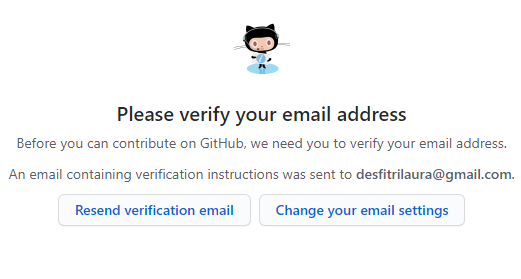 Please verify your email address
Before you can contribute on GitHub, we need you to verify your email address.
An email containing verification instructions was sent to desfitrilaura@gmail.com.
Resend verification email
Change your email settings